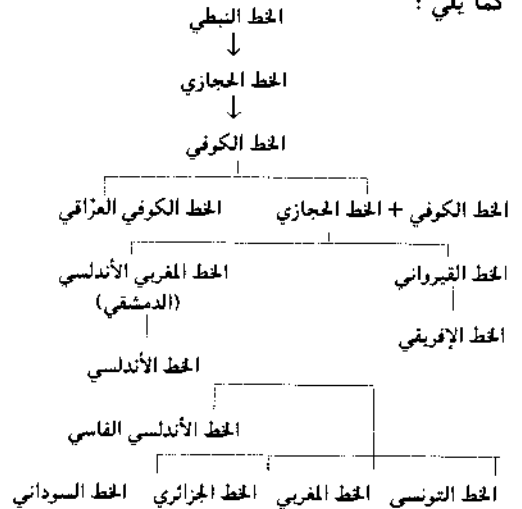 كما يلي :
الخط النبطي
↓
الخط الحجازي
↓
الخط الكوفي
الخط الكوفي + الخط الحجازي الخط الكوفي العراقي
الخط القيرواني الخط المغربي الأندلسي
(الدمشقي)
الخط الإفريقي
الخط الأندلسي
الخط الأندلسي الفاسي
الخط التونسي الخط المغربي الخط الجزائري الخط السوداني